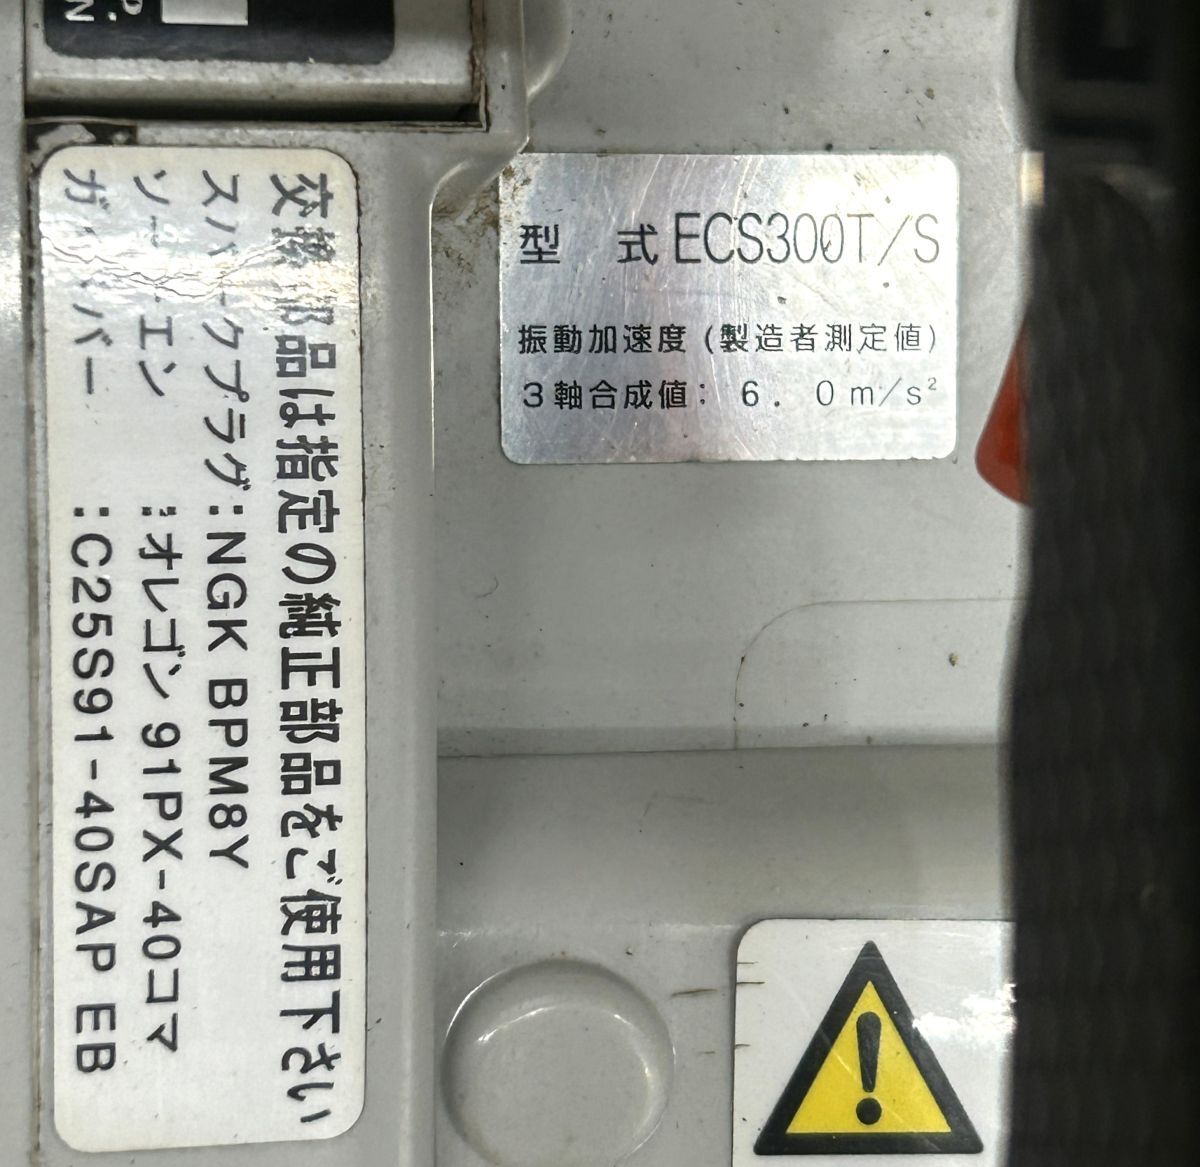 交換部品は指定の純正部品をご使用下さい
スパークプラグ:NGK BPM8Y
ソーチエン :オレゴン 91PX-40コマ
ガイドバー :C25S91-40SAP EB
型 式 ECS300T/S
振動加速度 (製造者測定値)
3軸合成値: 6. 0m/s²